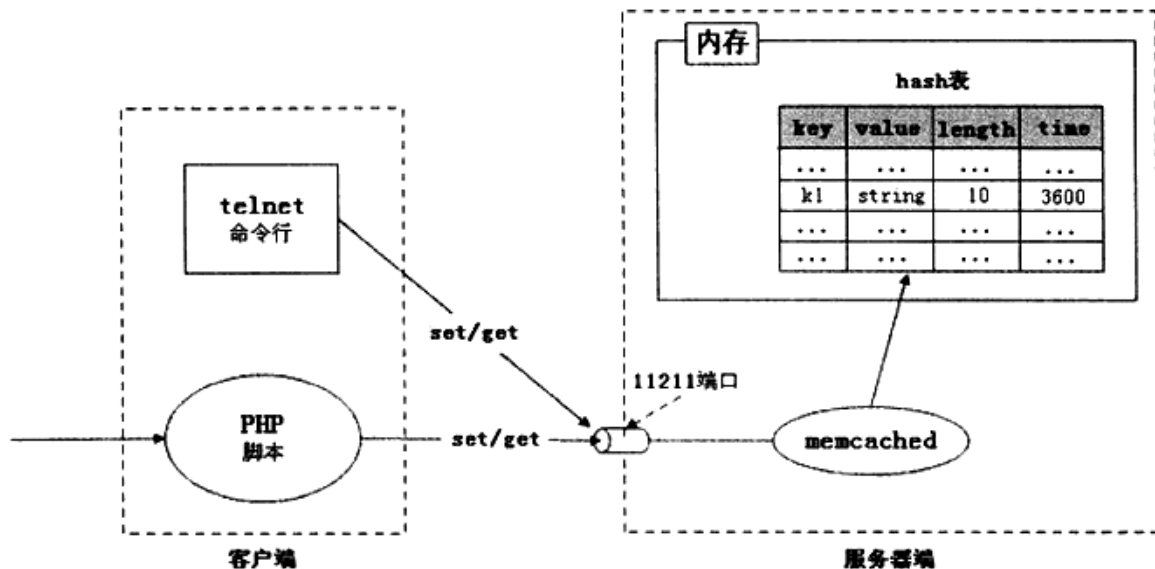 内存
hash表
key value length time
... ... ... ...
k1 string 10 3600
... ... ... ...
... ... ... ...
telnet
命令行
set/get
11211端口
PHP
脚本
set/get
memcached
客户端
服务器端